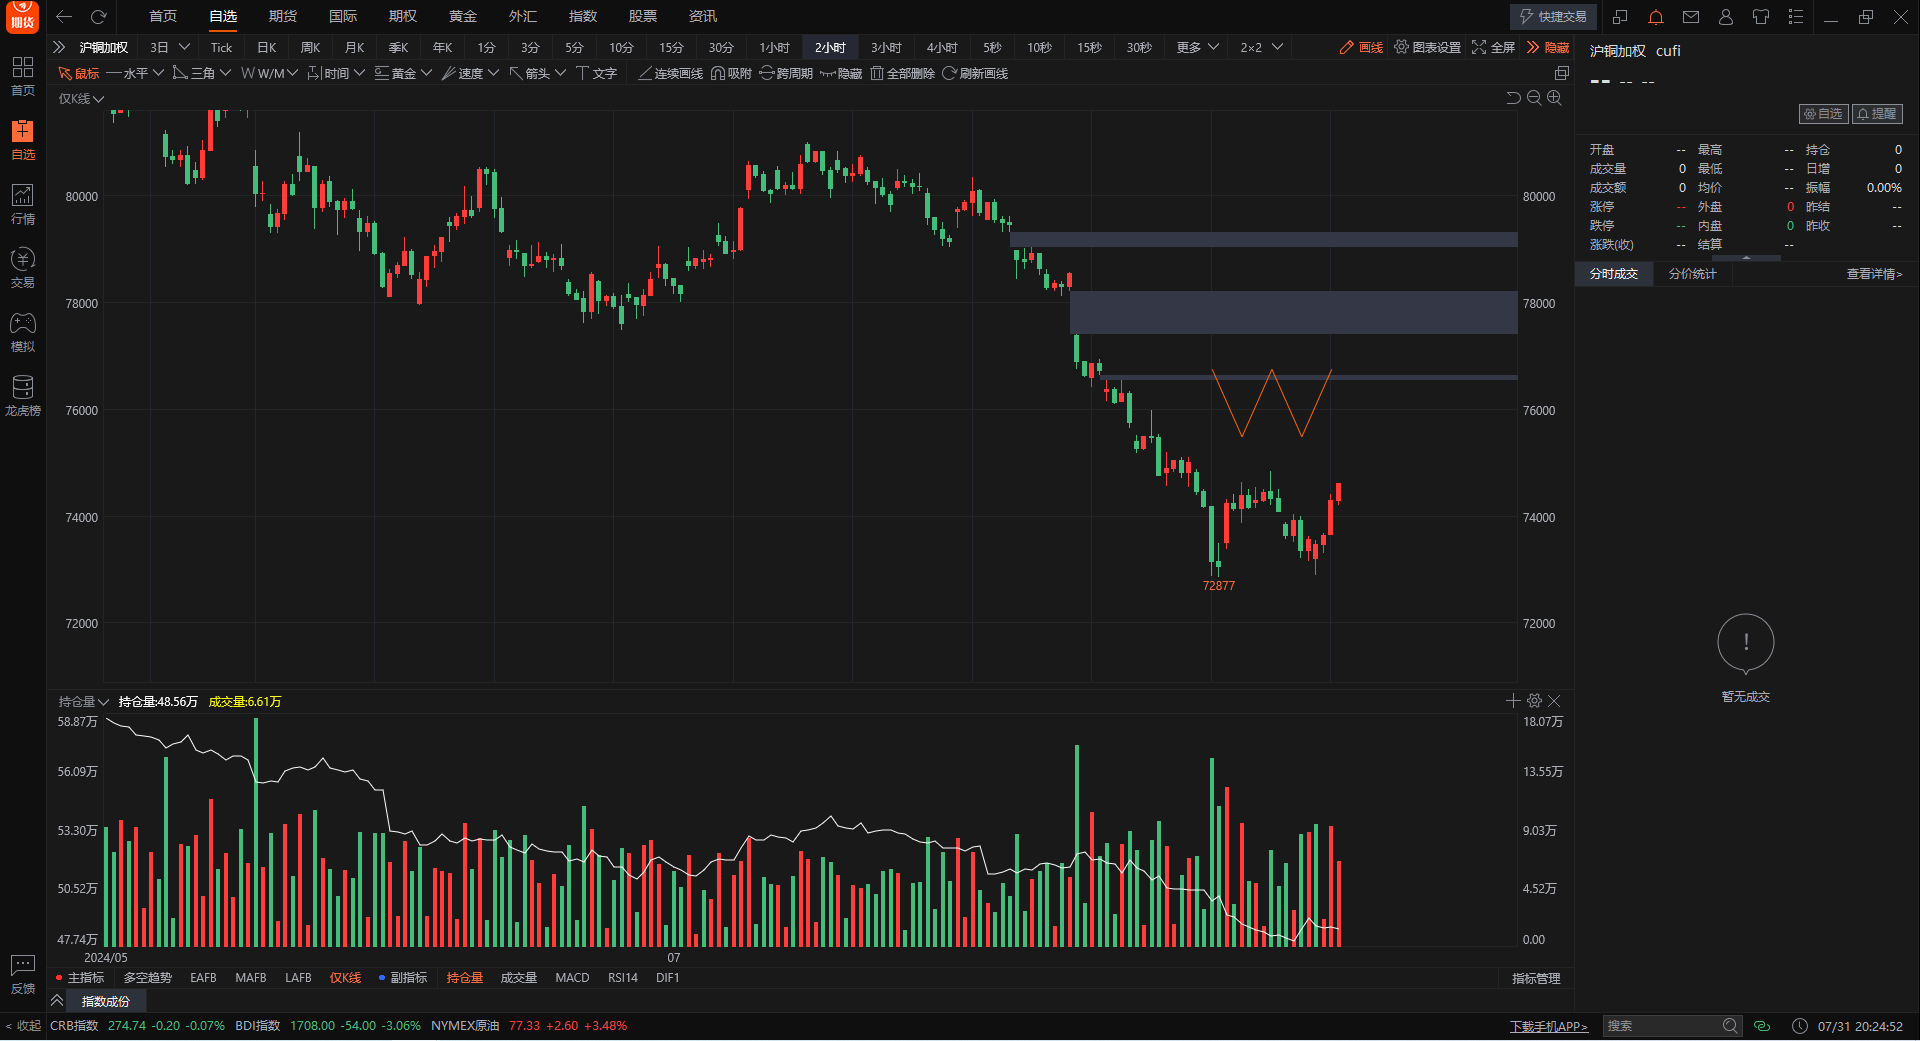 期货
首页 自选 期货 国际 期权 黄金 外汇 指数 股票 资讯
快捷交易
沪铜加权 3日 Tick 日K 周K 月K 季K 年K 1分 3分 5分 10分 15分 30分 1小时 2小时 3小时 4小时 5秒 10秒 15秒 30秒 更多 2×2
画线 图表设置 全屏 隐藏
鼠标 水平 三角 W/M 时间 黄金 速度 箭头 文字 连续画线 吸附 跨周期 隐藏 全部删除 刷新画线
首页
自选
行情
交易
模拟
龙虎榜
反馈
< 收起
仅K线
80000 80000
78000 78000
76000 76000
74000 74000
72877
72000 72000
持仓量 持仓量:48.56万 成交量:6.61万
58.87万 18.07万
56.09万 13.55万
53.30万 9.03万
50.52万 4.52万
47.74万 0.00
2024/05 07
主指标 多空趋势 EAFB MAFB LAFB 仅K线 副指标 持仓量 成交量 MACD RSI14 DIF1 指标管理
指数成份
CRB指数 274.74 -0.20 -0.07% BDI指数 1708.00 -54.00 -3.06% NYMEX原油 77.33 +2.60 +3.48%
下载手机APP>
搜索
07/31 20:24:52
沪铜加权 cufi
-- -- --
自选 提醒
开盘 -- 最高 -- 持仓 0
成交量 0 最低 -- 日增 0
成交额 0 均价 -- 振幅 0.00%
涨停 -- 外盘 0 昨结 --
跌停 -- 内盘 0 昨收 --
涨跌(收) -- 结算 --
分时成交 分价统计 查看详情>
!
暂无成交